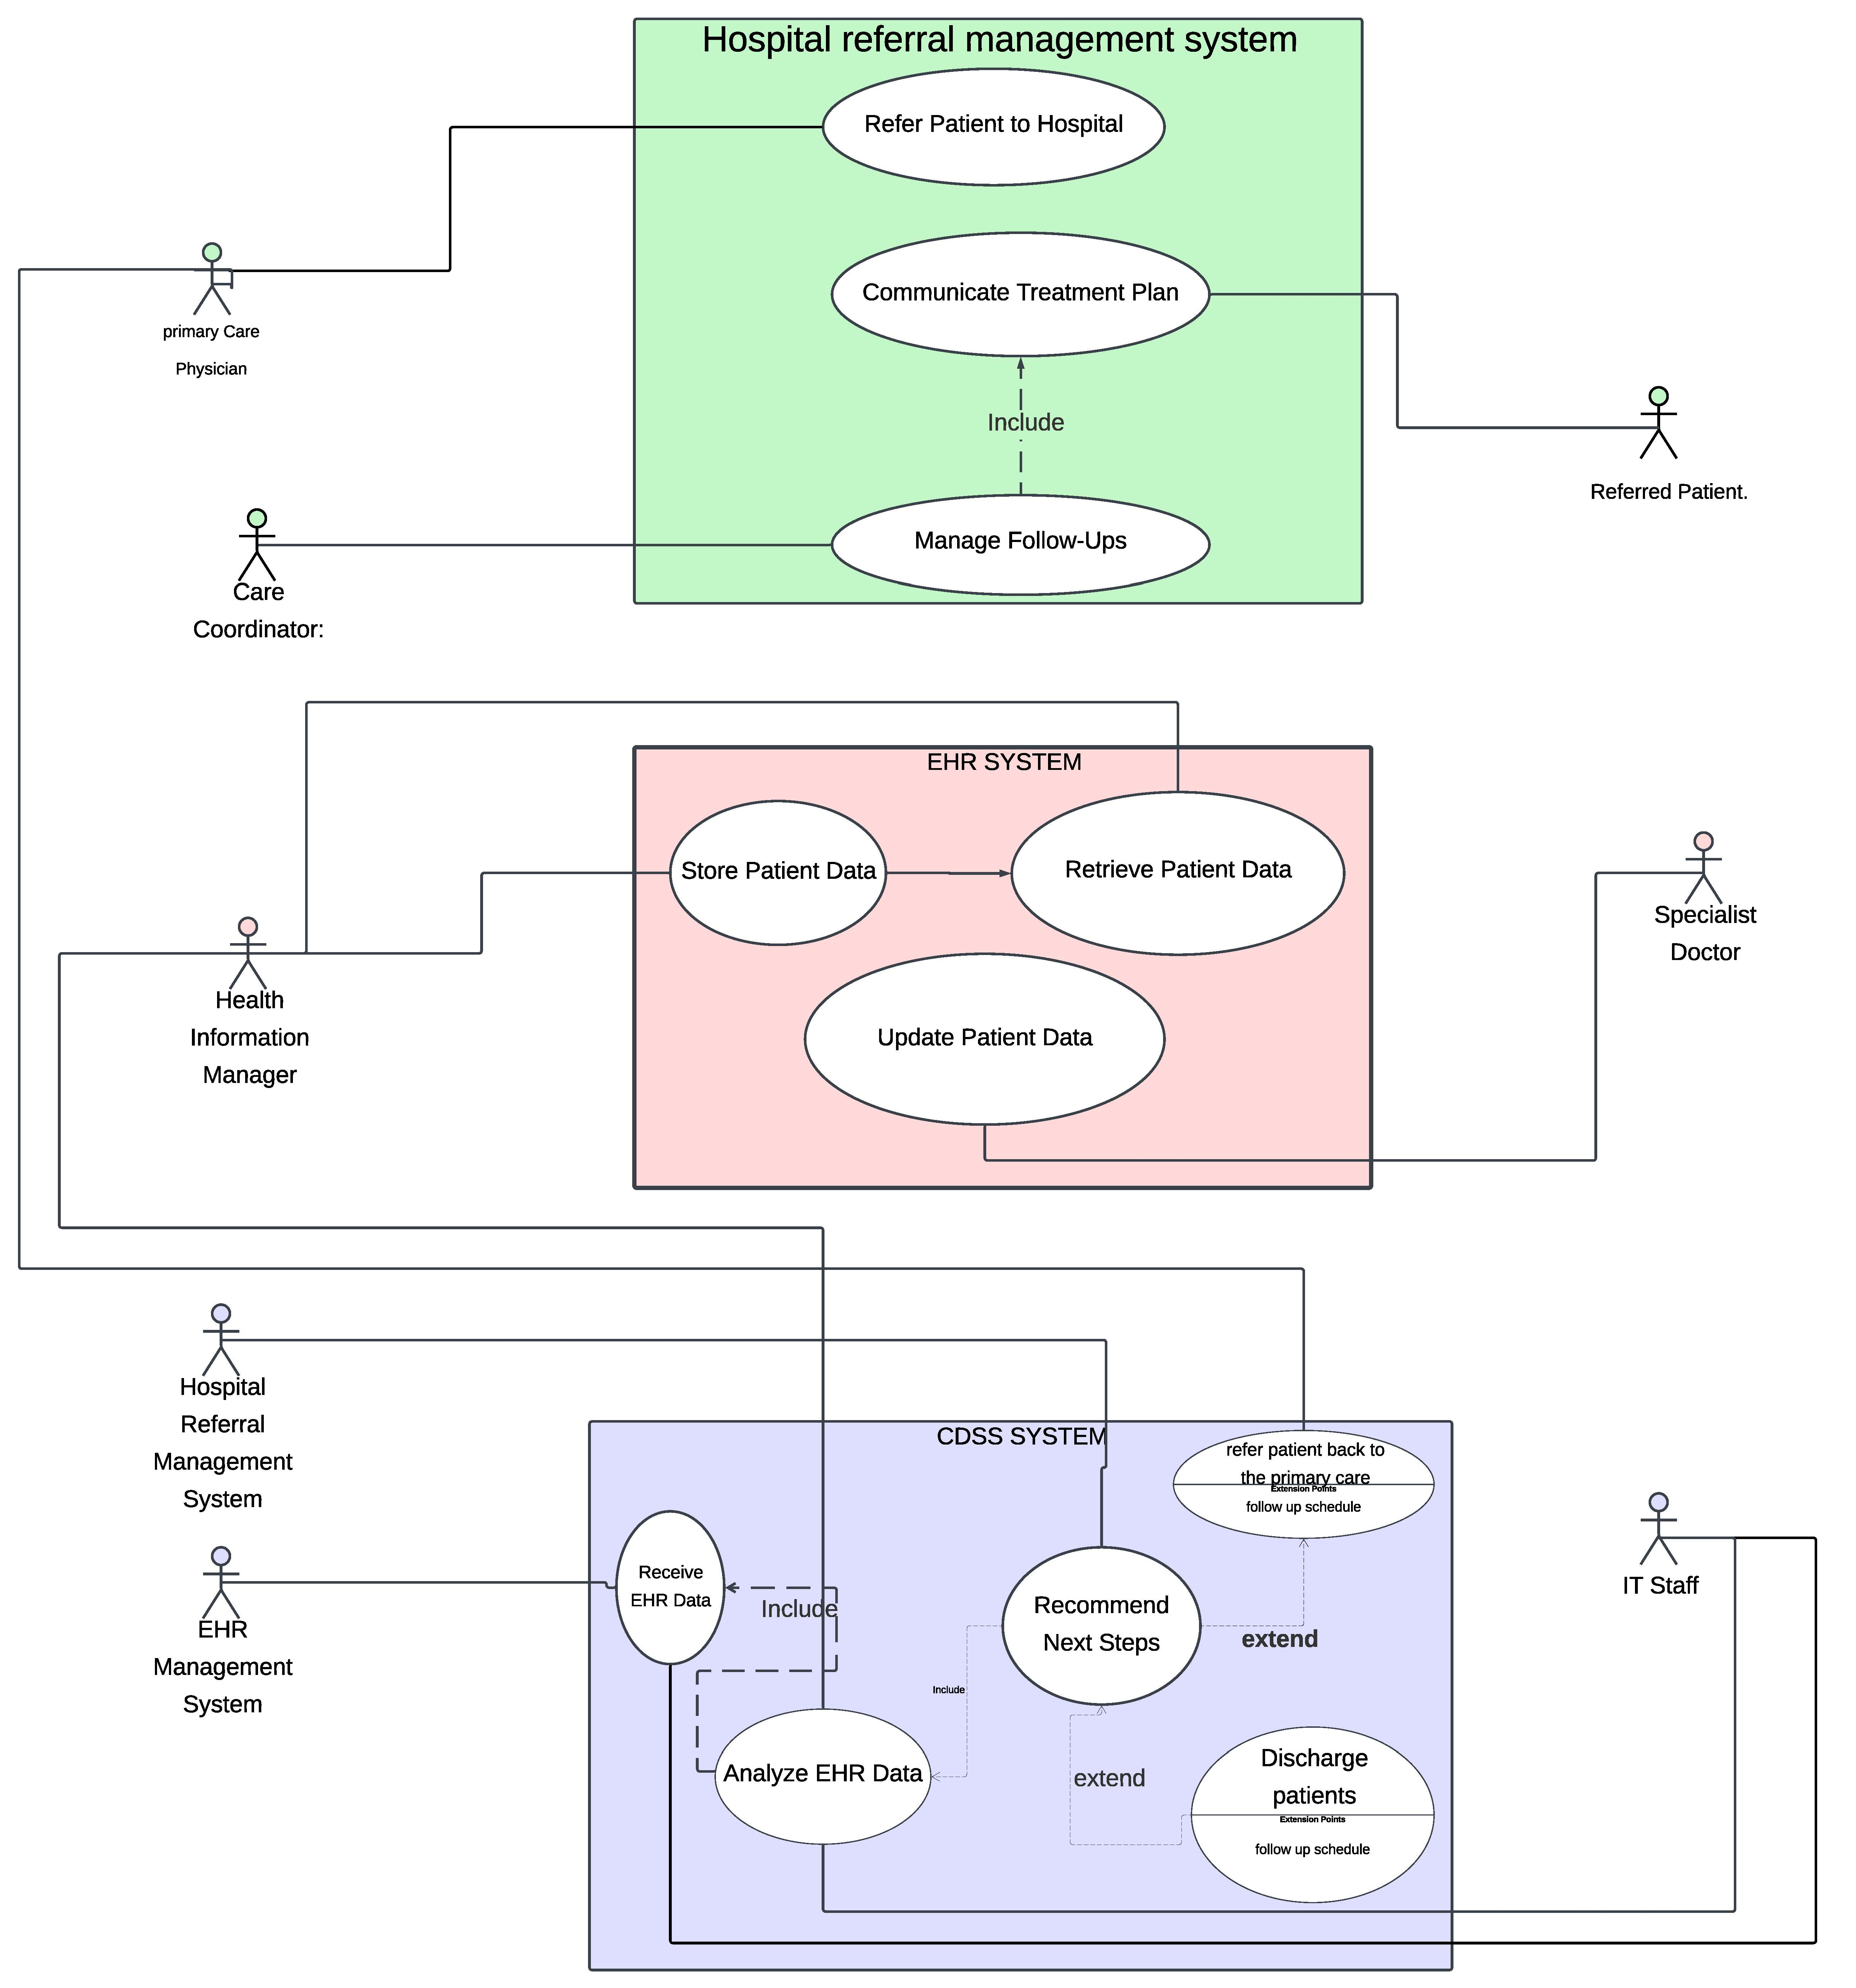 Hospital referral management system
Refer Patient to Hospital
Communicate Treatment Plan
primary Care
Physician
Include
Referred Patient.
Manage Follow-Ups
Care
Coordinator:
EHR SYSTEM
Store Patient Data
Retrieve Patient Data
Specialist
Doctor
Health
Information
Manager
Update Patient Data
Hospital
Referral
Management
System
CDSS SYSTEM
refer patient back to
the primary care
Extension Points
follow up schedule
Receive
EHR Data
Include
Recommend
Next Steps
extend
IT Staff
EHR
Management
System
Include
Analyze EHR Data
extend
Discharge
patients
Extension Points
follow up schedule